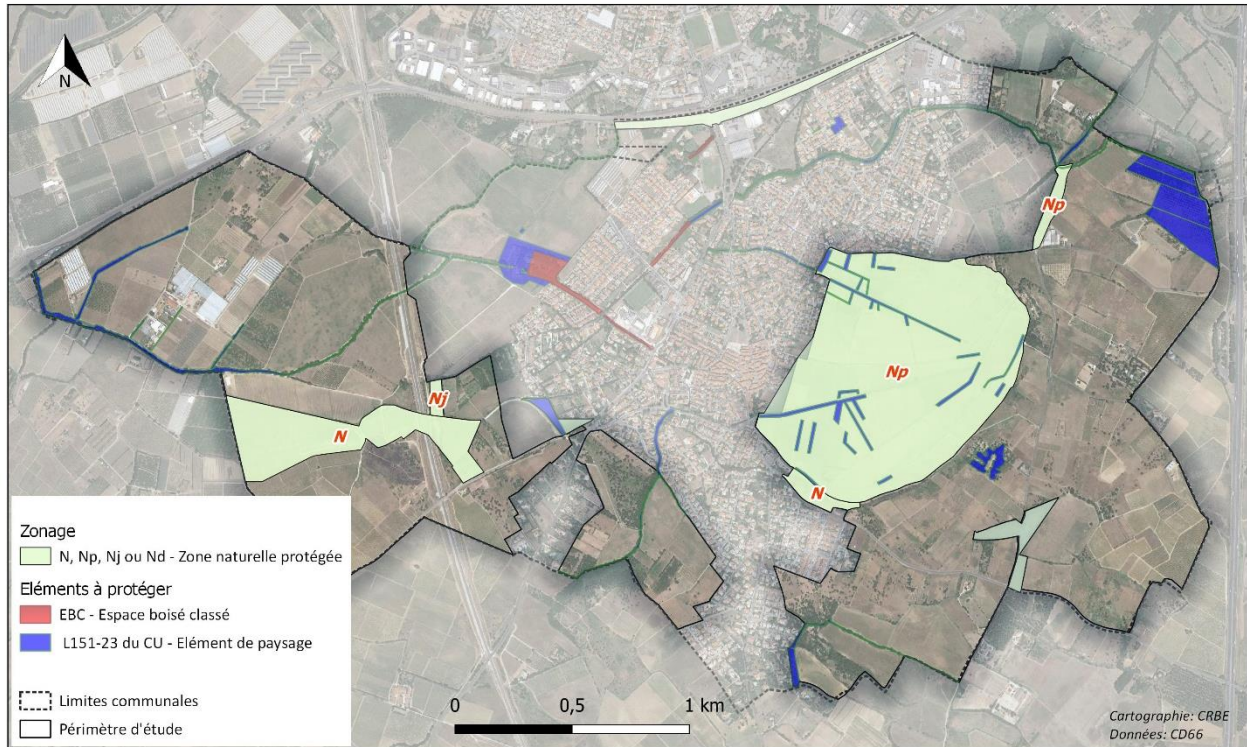 N
Np
Np
Nj
N
N
Zonage
N, Np, Nj ou Nd - Zone naturelle protégée
Eléments à protéger
EBC - Espace boisé classé
L151-23 du CU - Elément de paysage
Limites communales
Périmètre d'étude
0 0,5 1 km
Cartographie: CRBE
Données: CD66